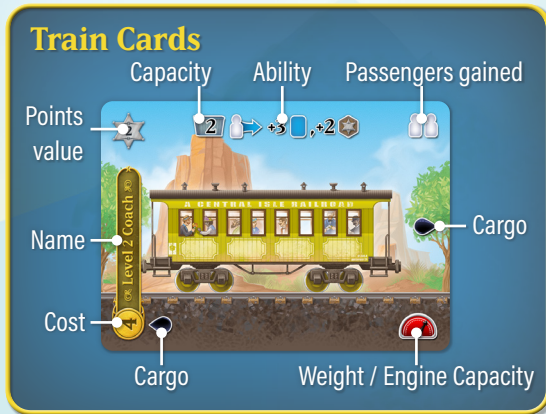 Train Cards
Capacity
Ability
Passengers gained
Points
value
2
2
+3
,+2
A CENTRAL ISLE RAILROAD
Cargo
Name
Level 2 Coach
Cost
4
Cargo
Weight / Engine Capacity